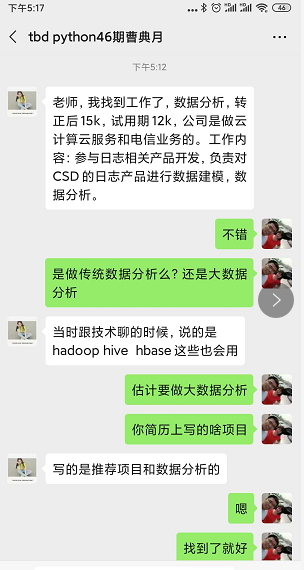 下午5:17
46
tbd python46期曹典月
下午5:12
老师，我找到工作了，数据分析，转
正后15k，试用期12k，公司是做云
计算云服务和电信业务的。工作内
容：参与日志相关产品开发，负责对
CSD的日志产品进行数据建模，数
据分析。
不错
是做传统数据分析么？还是大数据
分析
当时跟技术聊的时候，说的是
hadoop hive  hbase这些也会用
估计要做大数据分析
你简历上写的啥项目
写的是推荐项目和数据分析的
嗯
找到了就好